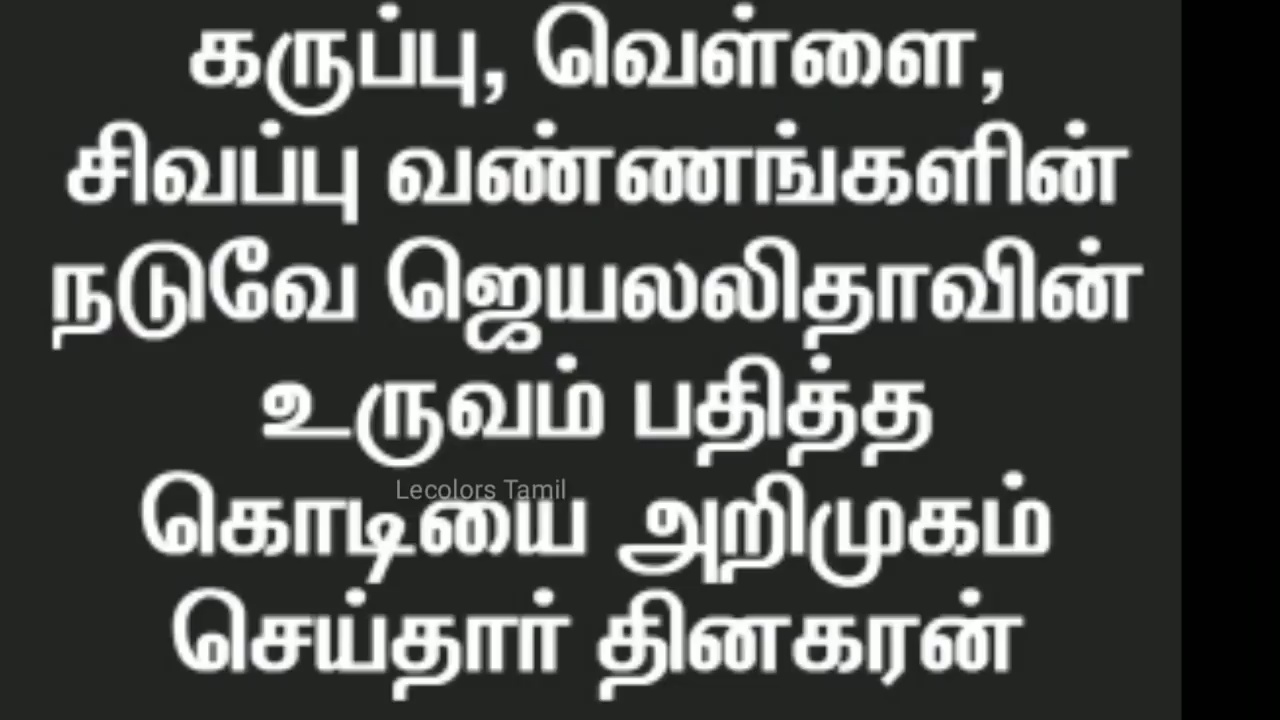 கருப்பு, வெள்ளை,
சிவப்பு வண்ணங்களின்
நடுவே ஜெயலலிதாவின்
உருவம் பதித்த
Lecolors Tamil
கொடியை அறிமுகம்
செய்தார் தினகரன்